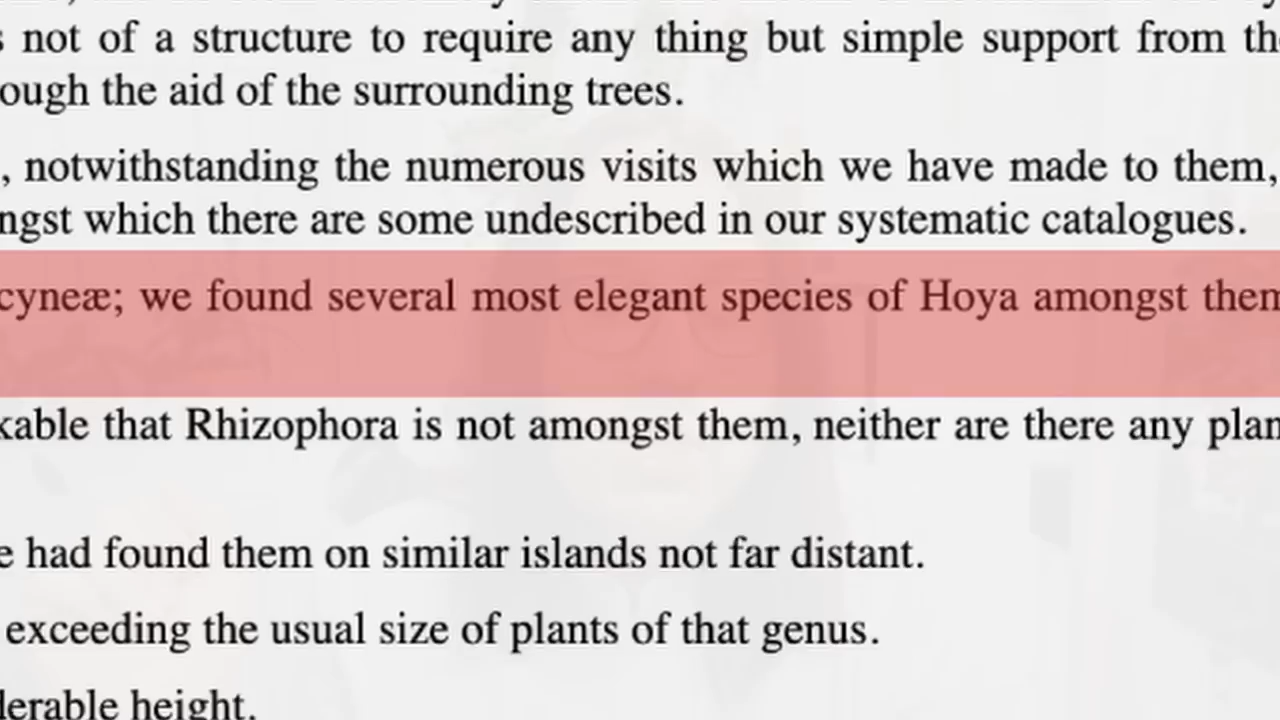 not of a structure to require any thing but simple support from
ough the aid of the surrounding trees.
, notwithstanding the numerous visits which we have made to them,
ngst which there are some undescribed in our systematic catalogues.
cyneæ; we found several most elegant species of Hoya amongst them
kable that Rhizophora is not amongst them, neither are there any plan
had found them on similar islands not far distant.
exceeding the usual size of plants of that genus.
derable height.